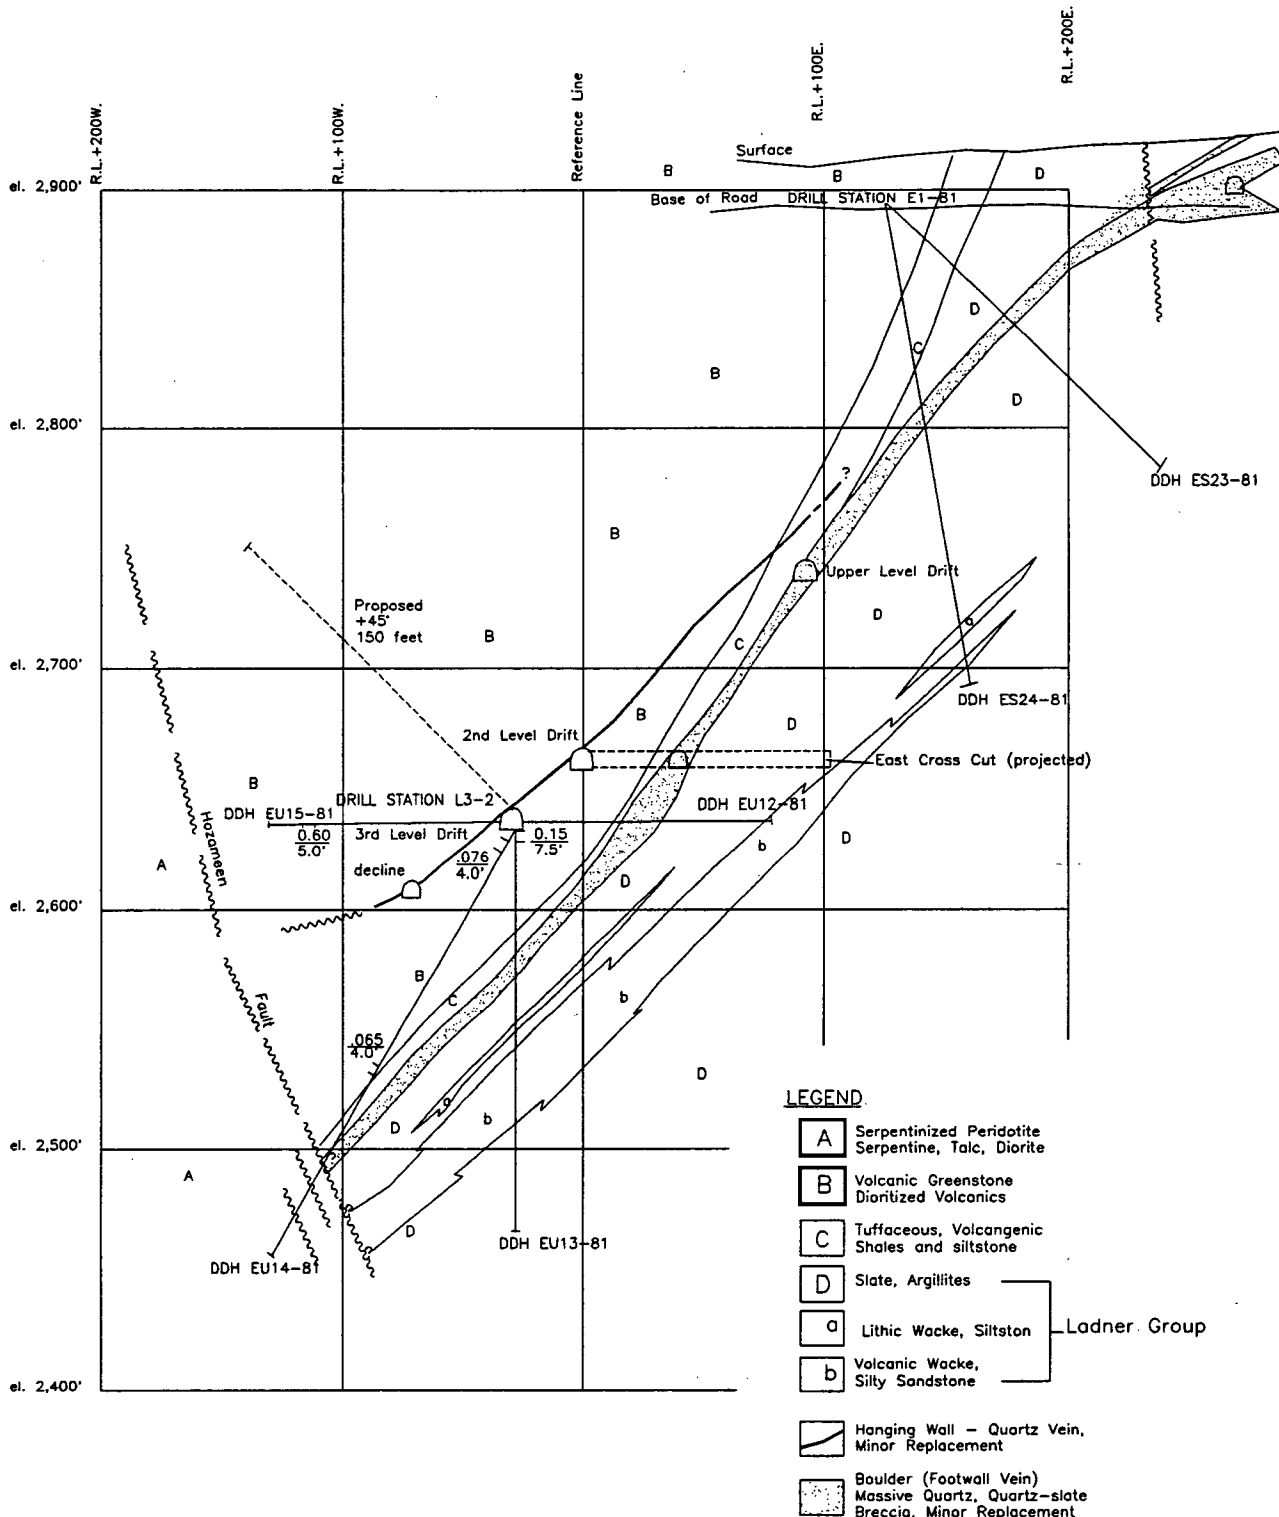 R.L.+200W.
R.L.+100W.
Reference Line
R.L.+100E.
R.L.+200E.
Surface
B
B
D
el. 2,900'
Base of Road
DRILL STATION E1-81
D
C
B
D
el. 2,800'
?
DDH ES23-81
B
Upper Level Drift
Proposed
+45°
150 feet
B
D
a
C
el. 2,700'
DDH ES24-81
B
D
2nd Level Drift
East Cross Cut (projected)
B
DRILL STATION L3-2
DDH EU12-81
DDH EU15-81
0.60
5.0'
3rd Level Drift
0.15
7.5'
Hozameen
A
.076
4.0'
b
D
decline
D
el. 2,600'
B
C
b
Fault
.065
4.0'
D
a
D
b
el. 2,500'
A
D
DDH EU14-81
DDH EU13-81
el. 2,400'
LEGEND
A Serpentinized Peridotite
Serpentine, Talc, Diorite
B Volcanic Greenstone
Dioritized Volcanics
C Tuffaceous, Volcangenic
Shales and siltstone
D Slate, Argillites
a Lithic Wacke, Siltston
Ladner Group
b Volcanic Wacke,
Silty Sandstone
Hanging Wall – Quartz Vein,
Minor Replacement
Boulder (Footwall Vein)
Massive Quartz, Quartz-slate
Breccia, Minor Replacement